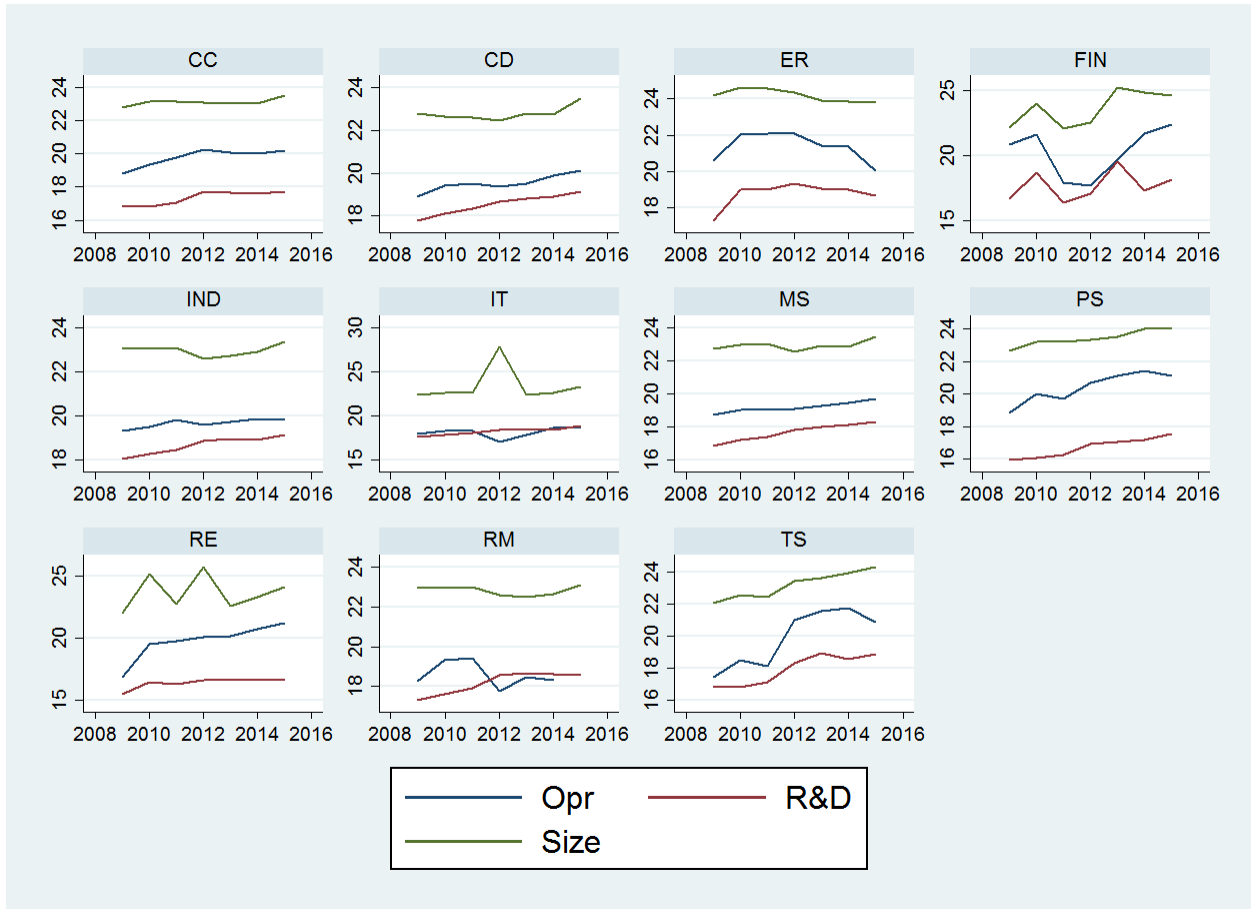 CC CD ER FIN
24 22 20 18 16
24 22 20 18
24 22 20 18
25 20 15
2008 2010 2012 2014 2016 2008 2010 2012 2014 2016 2008 2010 2012 2014 2016 2008 2010 2012 2014 2016
IND IT MS PS
24 22 20 18
30 25 20 15
24 22 20 18 16
24 22 20 18 16
2008 2010 2012 2014 2016 2008 2010 2012 2014 2016 2008 2010 2012 2014 2016 2008 2010 2012 2014 2016
RE RM TS
25 20 15
24 22 20 18
24 22 20 18 16
2008 2010 2012 2014 2016 2008 2010 2012 2014 2016 2008 2010 2012 2014 2016
Opr R&D
Size